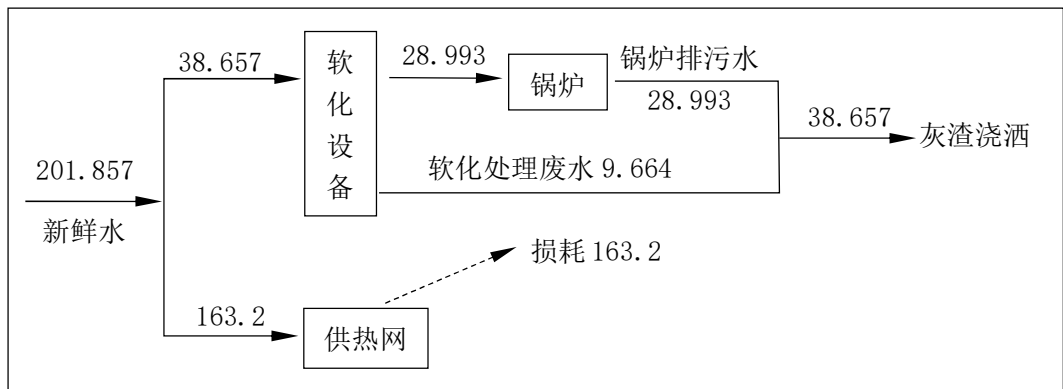 201.857
新鲜水
38.657
软化设备
28.993
锅炉
锅炉排污水
28.993
软化处理废水 9.664
38.657
灰渣浇洒
163.2
供热网
损耗 163.2